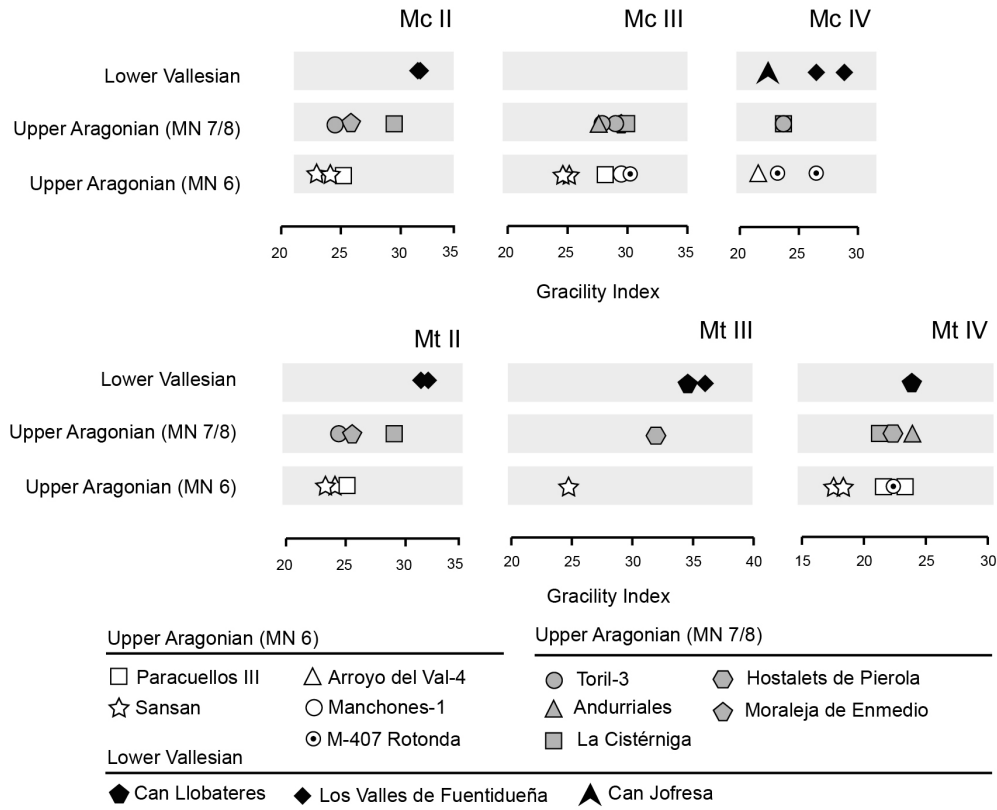 Mc II Mc III Mc IV
Lower Vallesian
Upper Aragonian (MN 7/8)
Upper Aragonian (MN 6)
20 25 30 35 20 25 30 35 20 25 30
Gracility Index
Mt II Mt III Mt IV
Lower Vallesian
Upper Aragonian (MN 7/8)
Upper Aragonian (MN 6)
20 25 30 35 20 25 30 35 40 15 20 25 30
Gracility Index
Upper Aragonian (MN 6) Upper Aragonian (MN 7/8)
Paracuellos III Arroyo del Val-4 Toril-3 Hostalets de Pierola
Sansan Manchones-1 Andurriales Moraleja de Enmedio
M-407 Rotonda La Cistérniga
Lower Vallesian
Can Llobateres Los Valles de Fuentidueña Can Jofresa